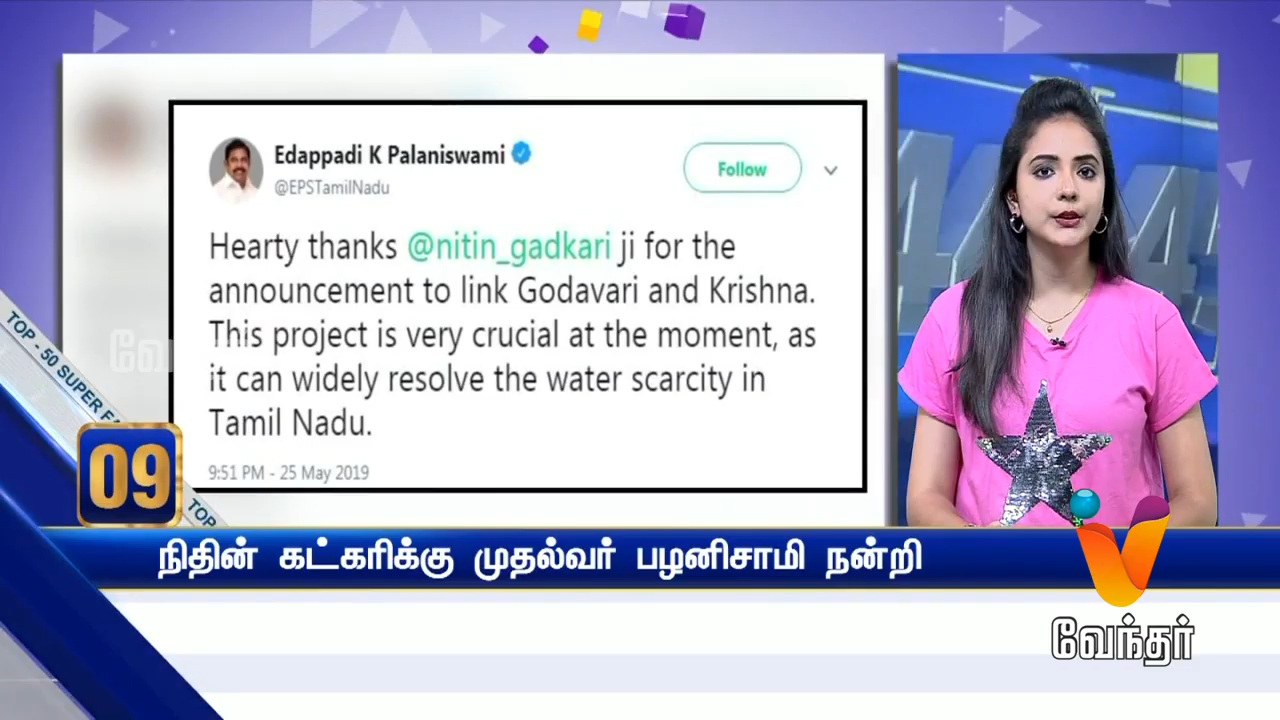 Edappadi K Palaniswami
@EPSTamilNadu
Follow
Hearty thanks @nitin_gadkari ji for the
announcement to link Godavari and Krishna.
This project is very crucial at the moment, as
it can widely resolve the water scarcity in
Tamil Nadu.
9:51 PM - 25 May 2019
TOP - 50 SUPER
09
TOP
நிதின் கட்கரிக்கு முதல்வர் பழனிசாமி நன்றி
வேந்தர்